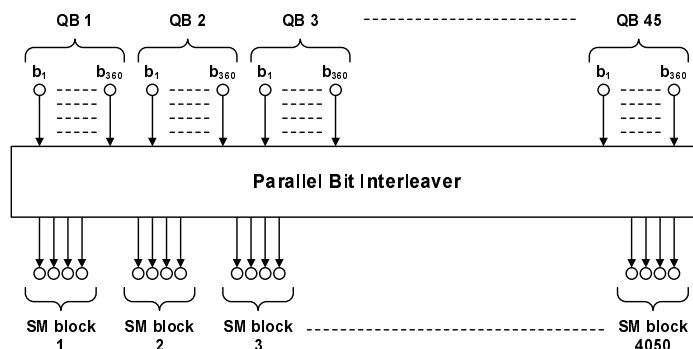 QB 1 QB 2 QB 3 QB 45
b₁ b₃₆₀ b₁ b₃₆₀ b₁ b₃₆₀ b₁ b₃₆₀
Parallel Bit Interleaver
SM block SM block SM block SM block
1 2 3 4050